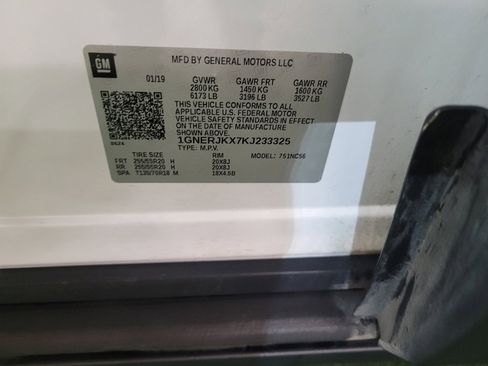 GM
MFD BY GENERAL MOTORS LLC
01/19 GVWR GAWR FRT GAWR RR
2800 KG 1450 KG 1600 KG
6173 LB 3196 LB 3527 LB
THIS VEHICLE CONFORMS TO ALL
APPLICABLE U.S. FEDERAL MOTOR
VEHICLE SAFETY STANDARDS IN EFFECT
ON THE DATE OF MANUFACTURE
SHOWN ABOVE.
1GNERJKX7KJ233325
TYPE: M.P.V.
TIRE SIZE RIM MODEL: 751NC56
FRT 255/55R20 H 20X8J
RR 255/55R20 H 20X8J
SPA T135/70R18 M 18X4.5B